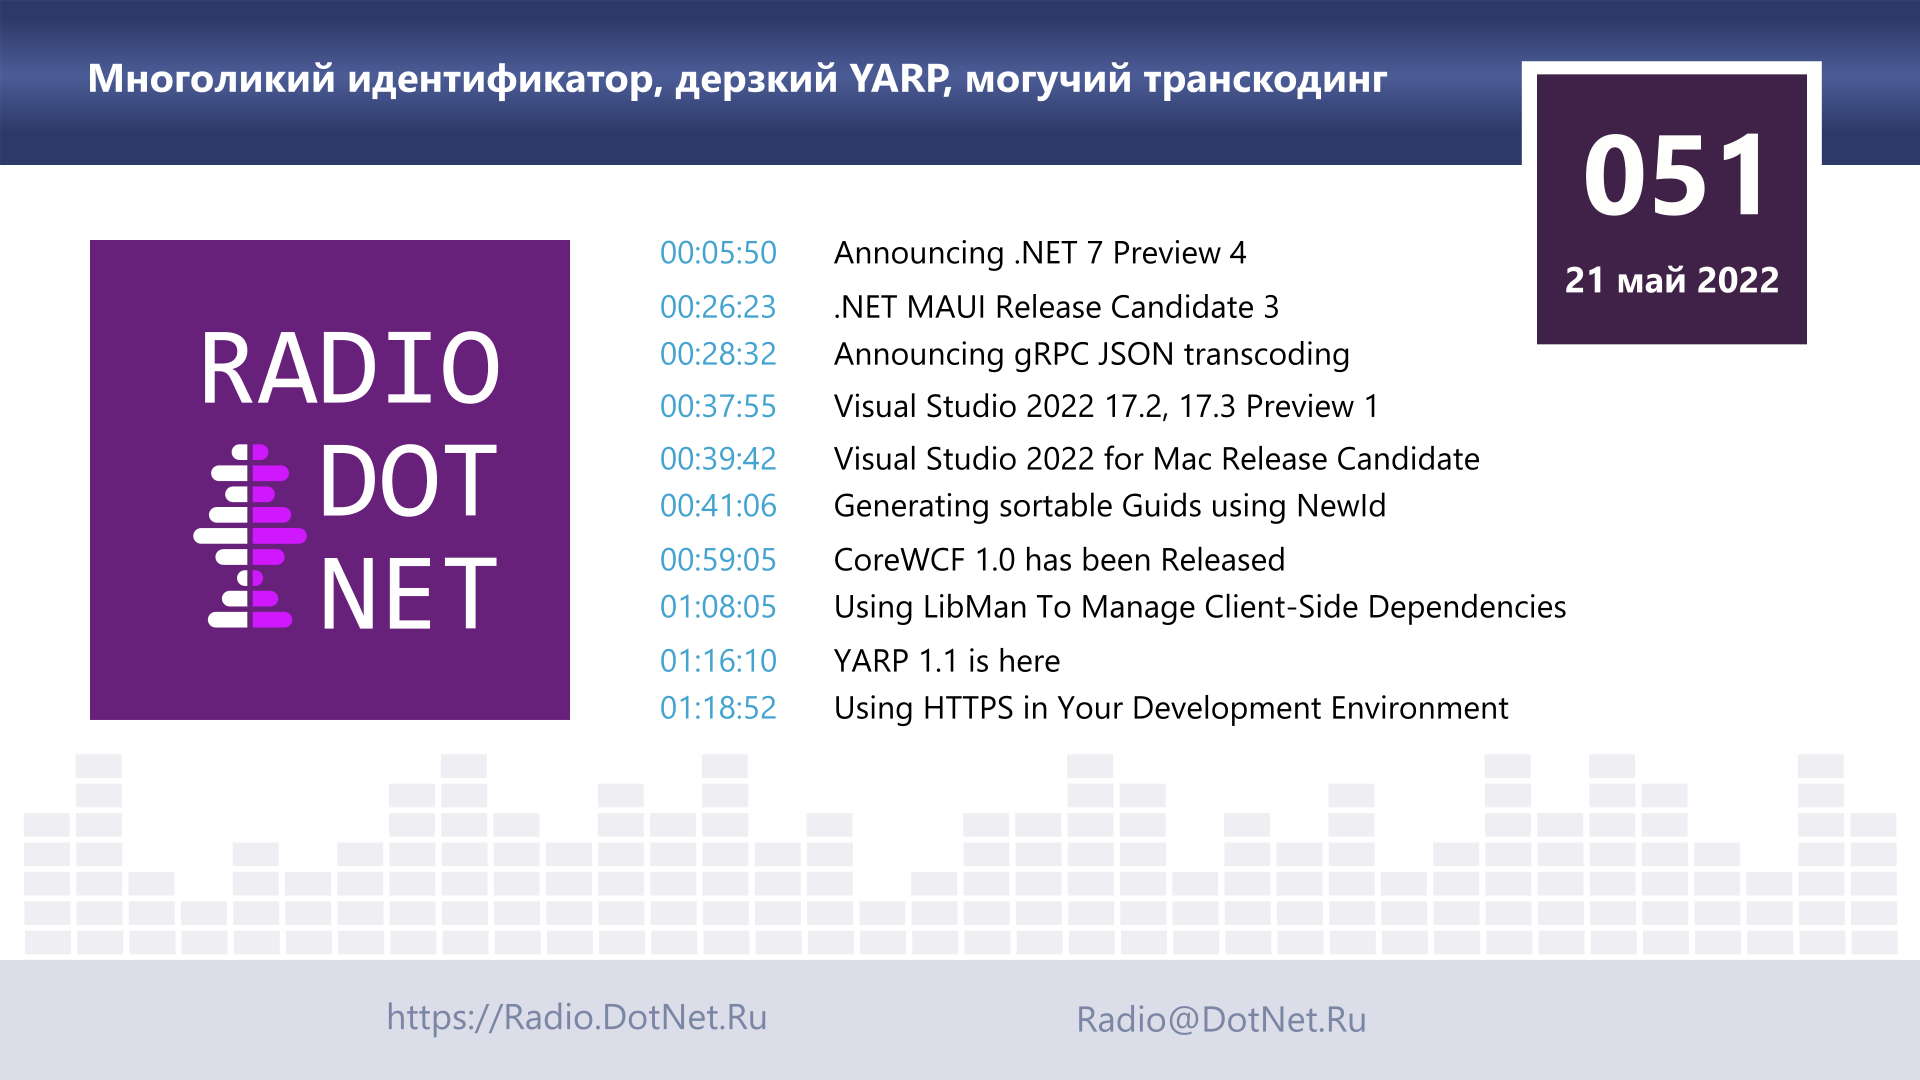 Многоликий идентификатор, дерзкий YARP, могучий транскодинг
051
21 май 2022
RADIO
DOT
NET
00:05:50 Announcing .NET 7 Preview 4
00:26:23 .NET MAUI Release Candidate 3
00:28:32 Announcing gRPC JSON transcoding
00:37:55 Visual Studio 2022 17.2, 17.3 Preview 1
00:39:42 Visual Studio 2022 for Mac Release Candidate
00:41:06 Generating sortable Guids using NewId
00:59:05 CoreWCF 1.0 has been Released
01:08:05 Using LibMan To Manage Client-Side Dependencies
01:16:10 YARP 1.1 is here
01:18:52 Using HTTPS in Your Development Environment
https://Radio.DotNet.Ru
Radio@DotNet.Ru